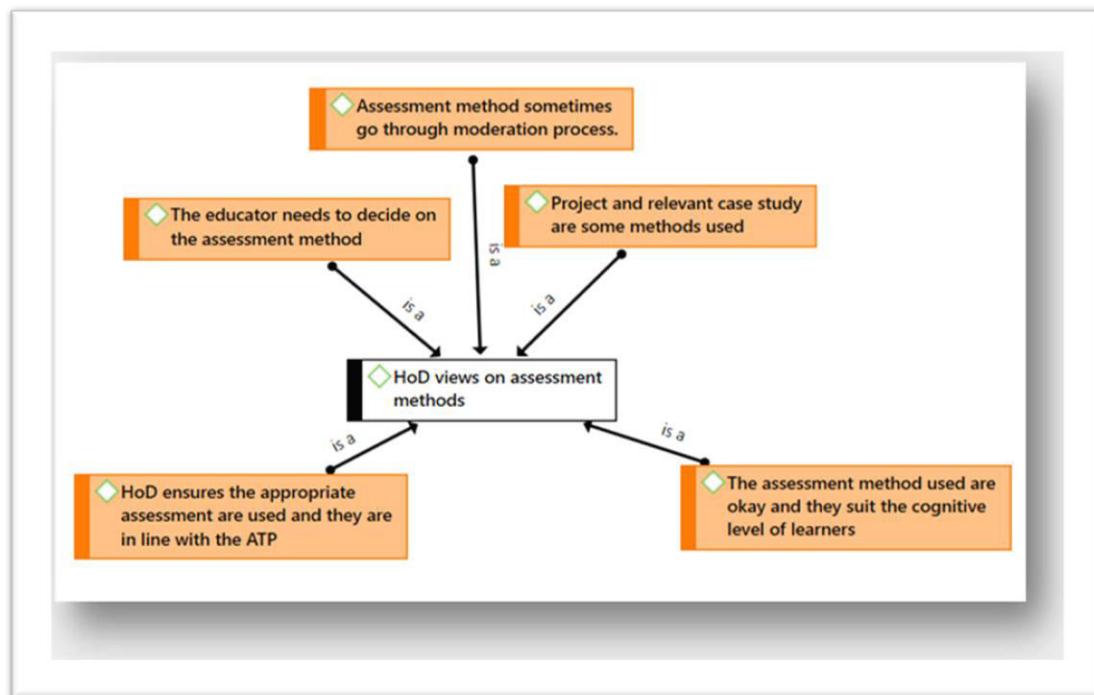 Assessment method sometimes
go through moderation process.
The educator needs to decide on
the assessment method
Project and relevant case study
are some methods used
is a
is a
is a
HoD views on assessment
methods
is a
is a
HoD ensures the appropriate
assessment are used and they are
in line with the ATP
The assessment method used are
okay and they suit the cognitive
level of learners